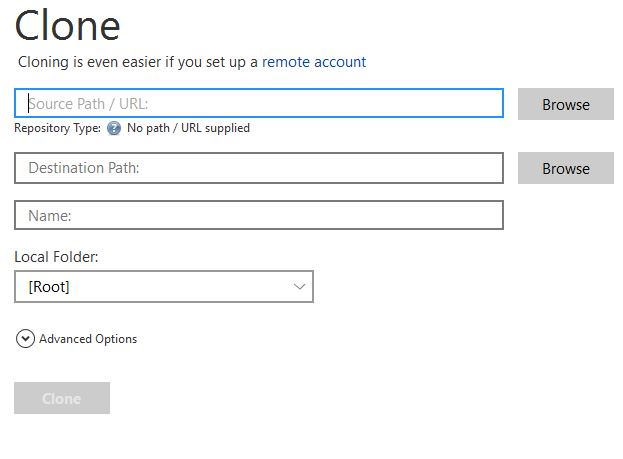 Clone
Cloning is even easier if you set up a remote account
Source Path / URL:
Browse
Repository Type: ? No path / URL supplied
Destination Path:
Browse
Name:
Local Folder:
[Root]
Advanced Options
Clone